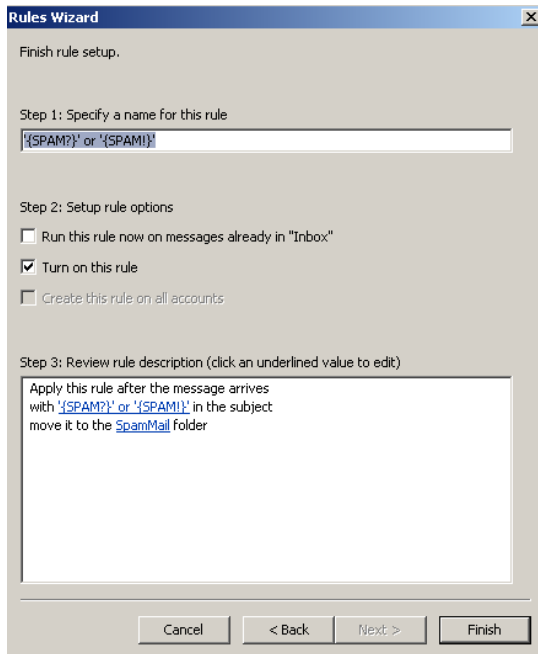 Rules Wizard
Finish rule setup.
Step 1: Specify a name for this rule
'{SPAM?}' or '{SPAM!}'
Step 2: Setup rule options
Run this rule now on messages already in "Inbox"
Turn on this rule
Create this rule on all accounts
Step 3: Review rule description (click an underlined value to edit)
Apply this rule after the message arrives
with '{SPAM?}' or '{SPAM!}' in the subject
move it to the SpamMail folder
Cancel < Back Next > Finish